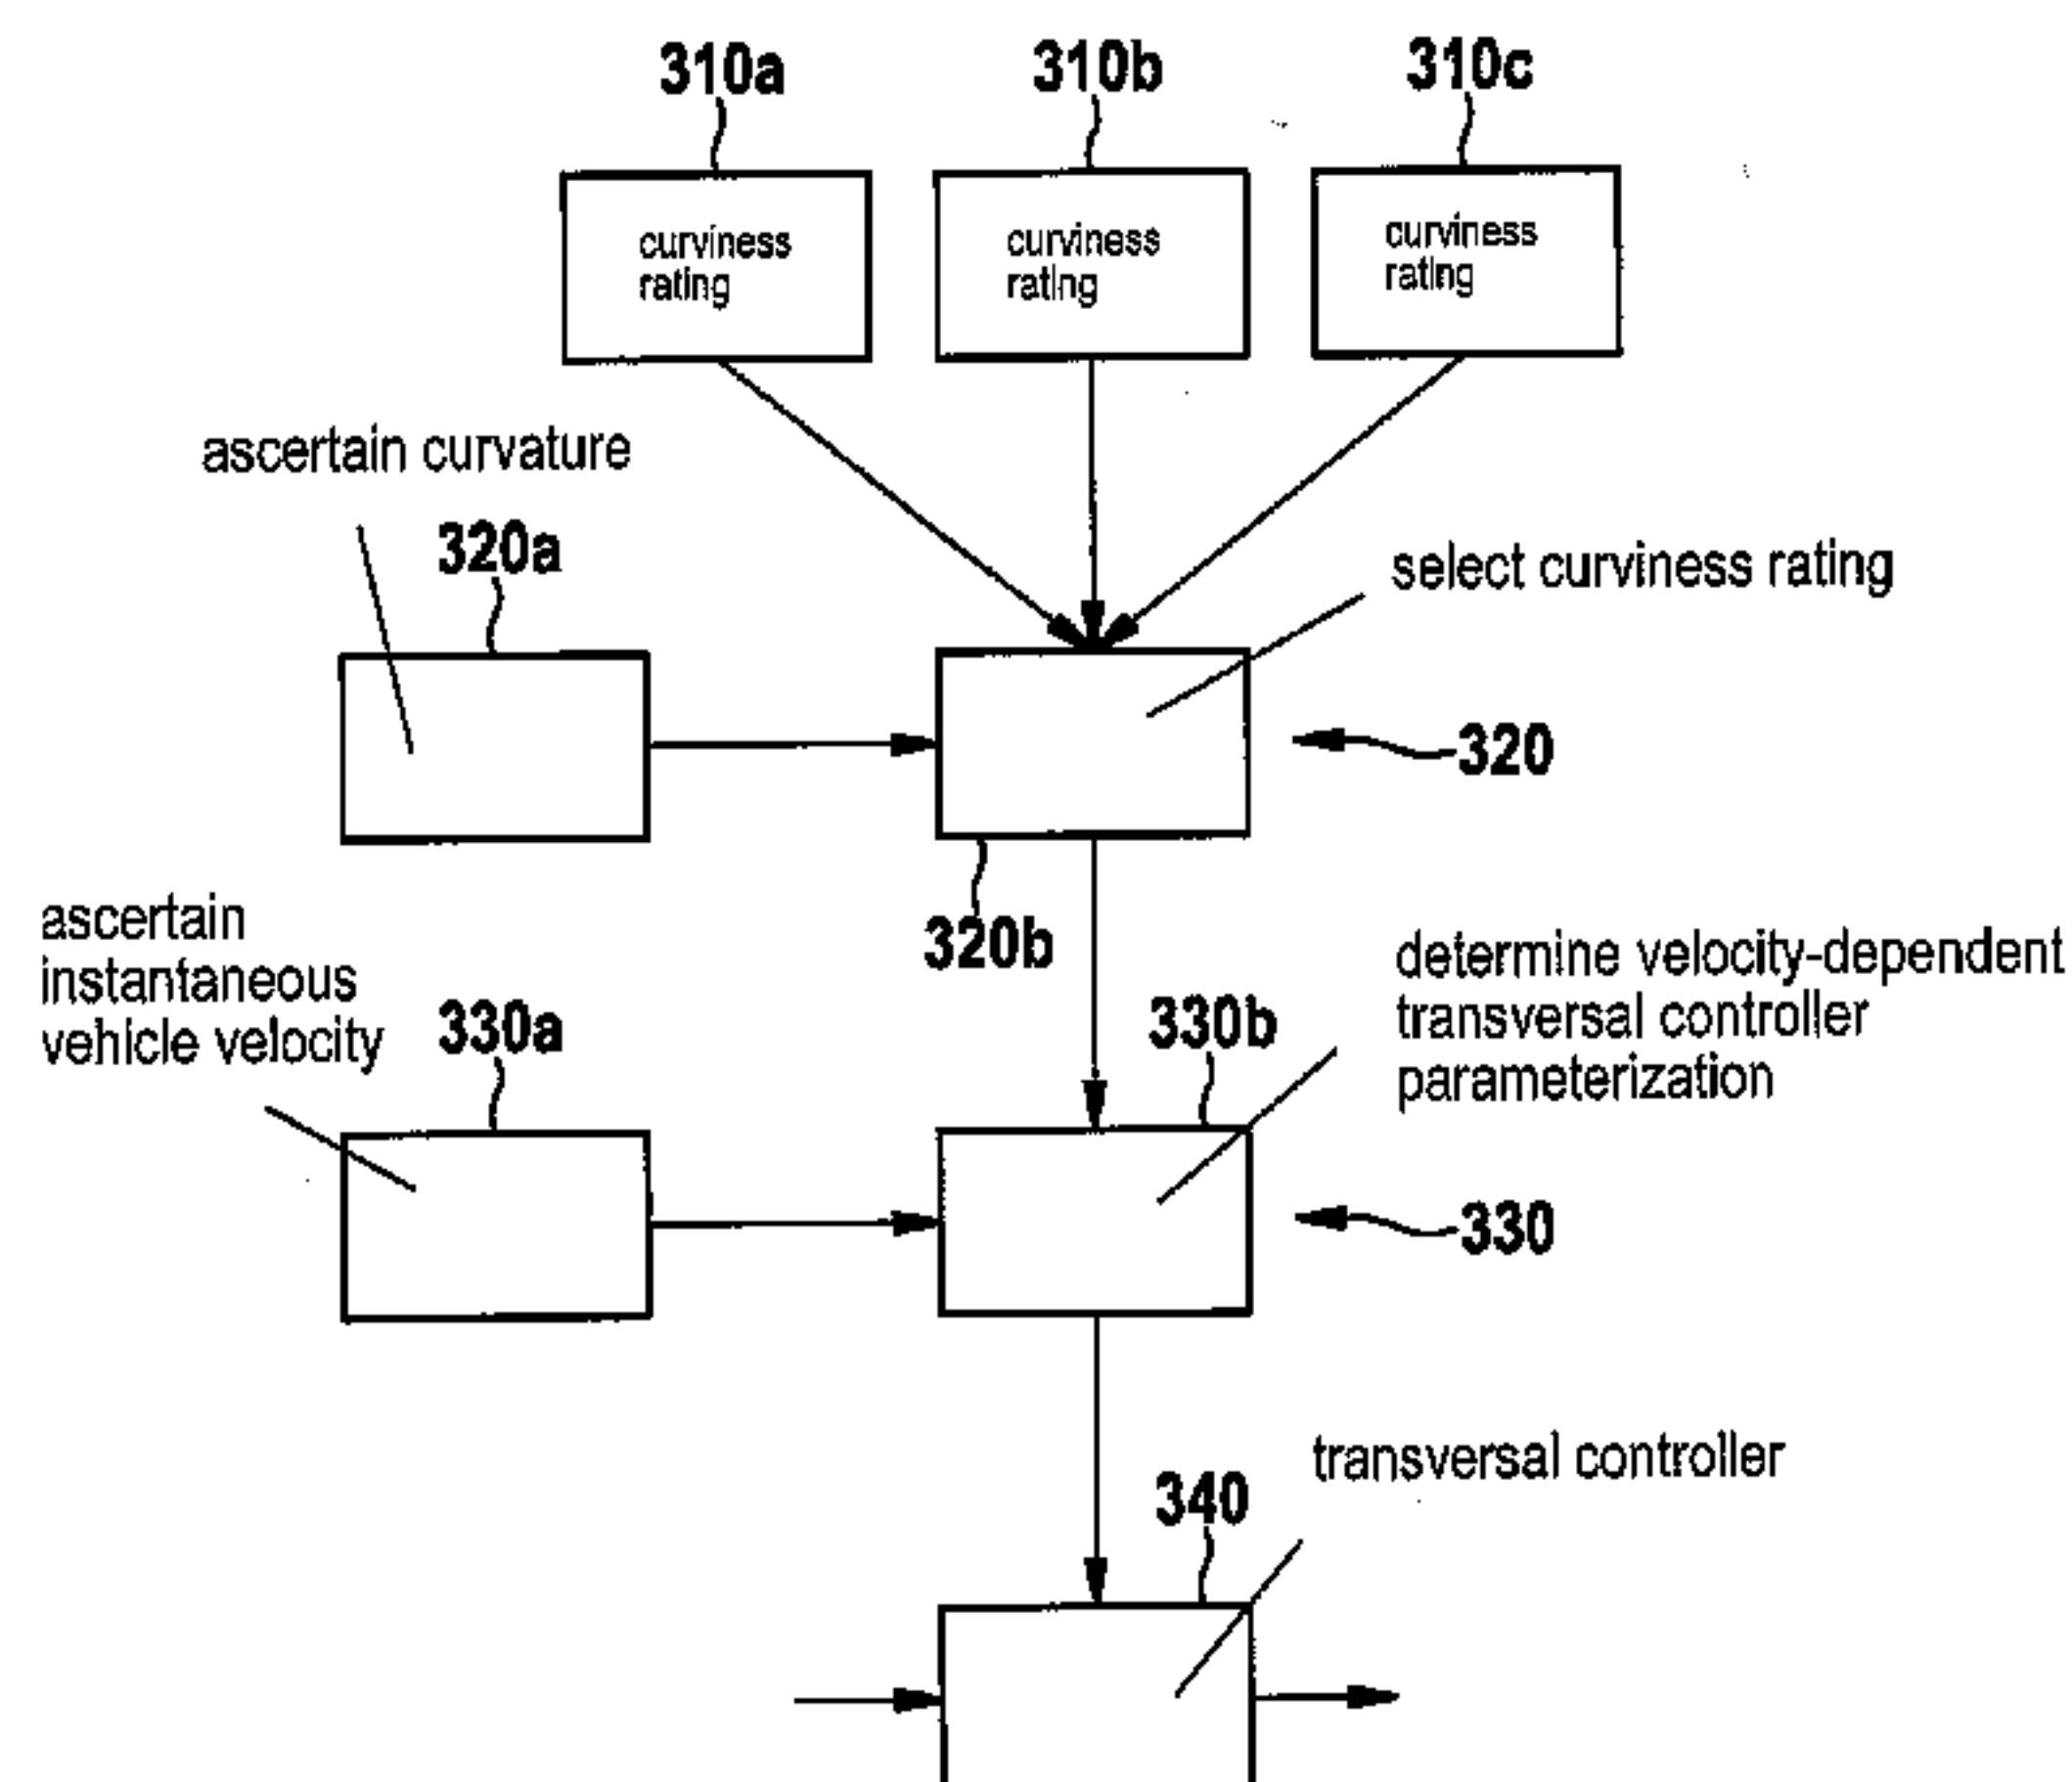 310a
310b
310c
curviness
rating
curviness
rating
curviness
rating
ascertain curvature
320a
select curviness rating
320
320b
ascertain
instantaneous
vehicle velocity
330a
330b
determine velocity-dependent
transversal controller
parameterization
330
transversal controller
340